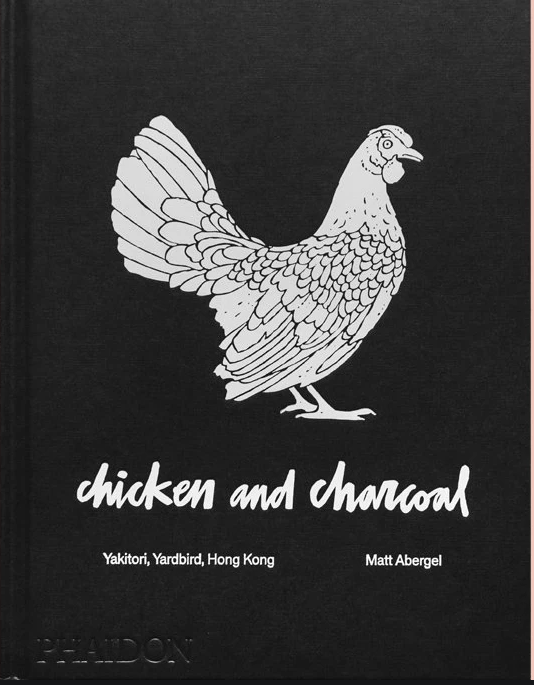 chicken and charcoal
Yakitori, Yardbird, Hong Kong
Matt Abergel
PHAIDON